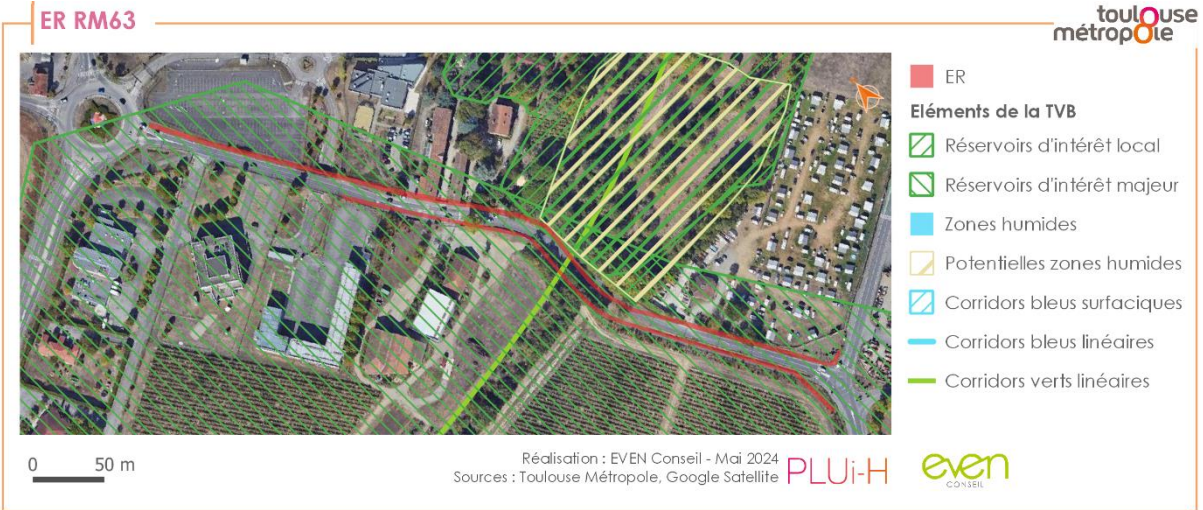 ER RM63
toulouse
métropole
ER
Eléments de la TVB
Réservoirs d'intérêt local
Réservoirs d'intérêt majeur
Zones humides
Potentielles zones humides
Corridors bleus surfaciques
Corridors bleus linéaires
Corridors verts linéaires
0 50 m
Réalisation : EVEN Conseil - Mai 2024
Sources : Toulouse Métropole, Google Satellite
PLUi-H
even
CONSEIL